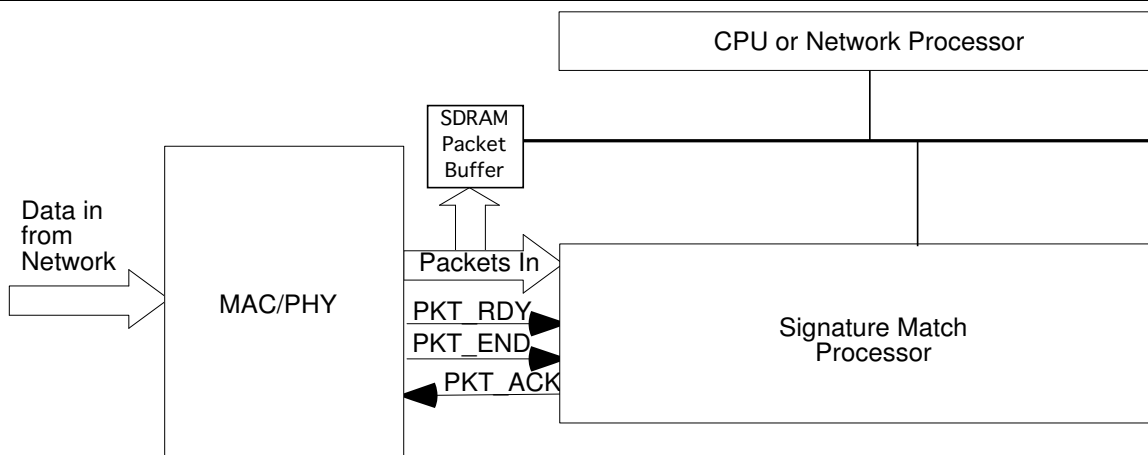 CPU or Network Processor
SDRAM
Packet
Buffer
Data in
from
Network
Packets In
MAC/PHY
PKT_RDY
PKT_END
PKT_ACK
Signature Match
Processor